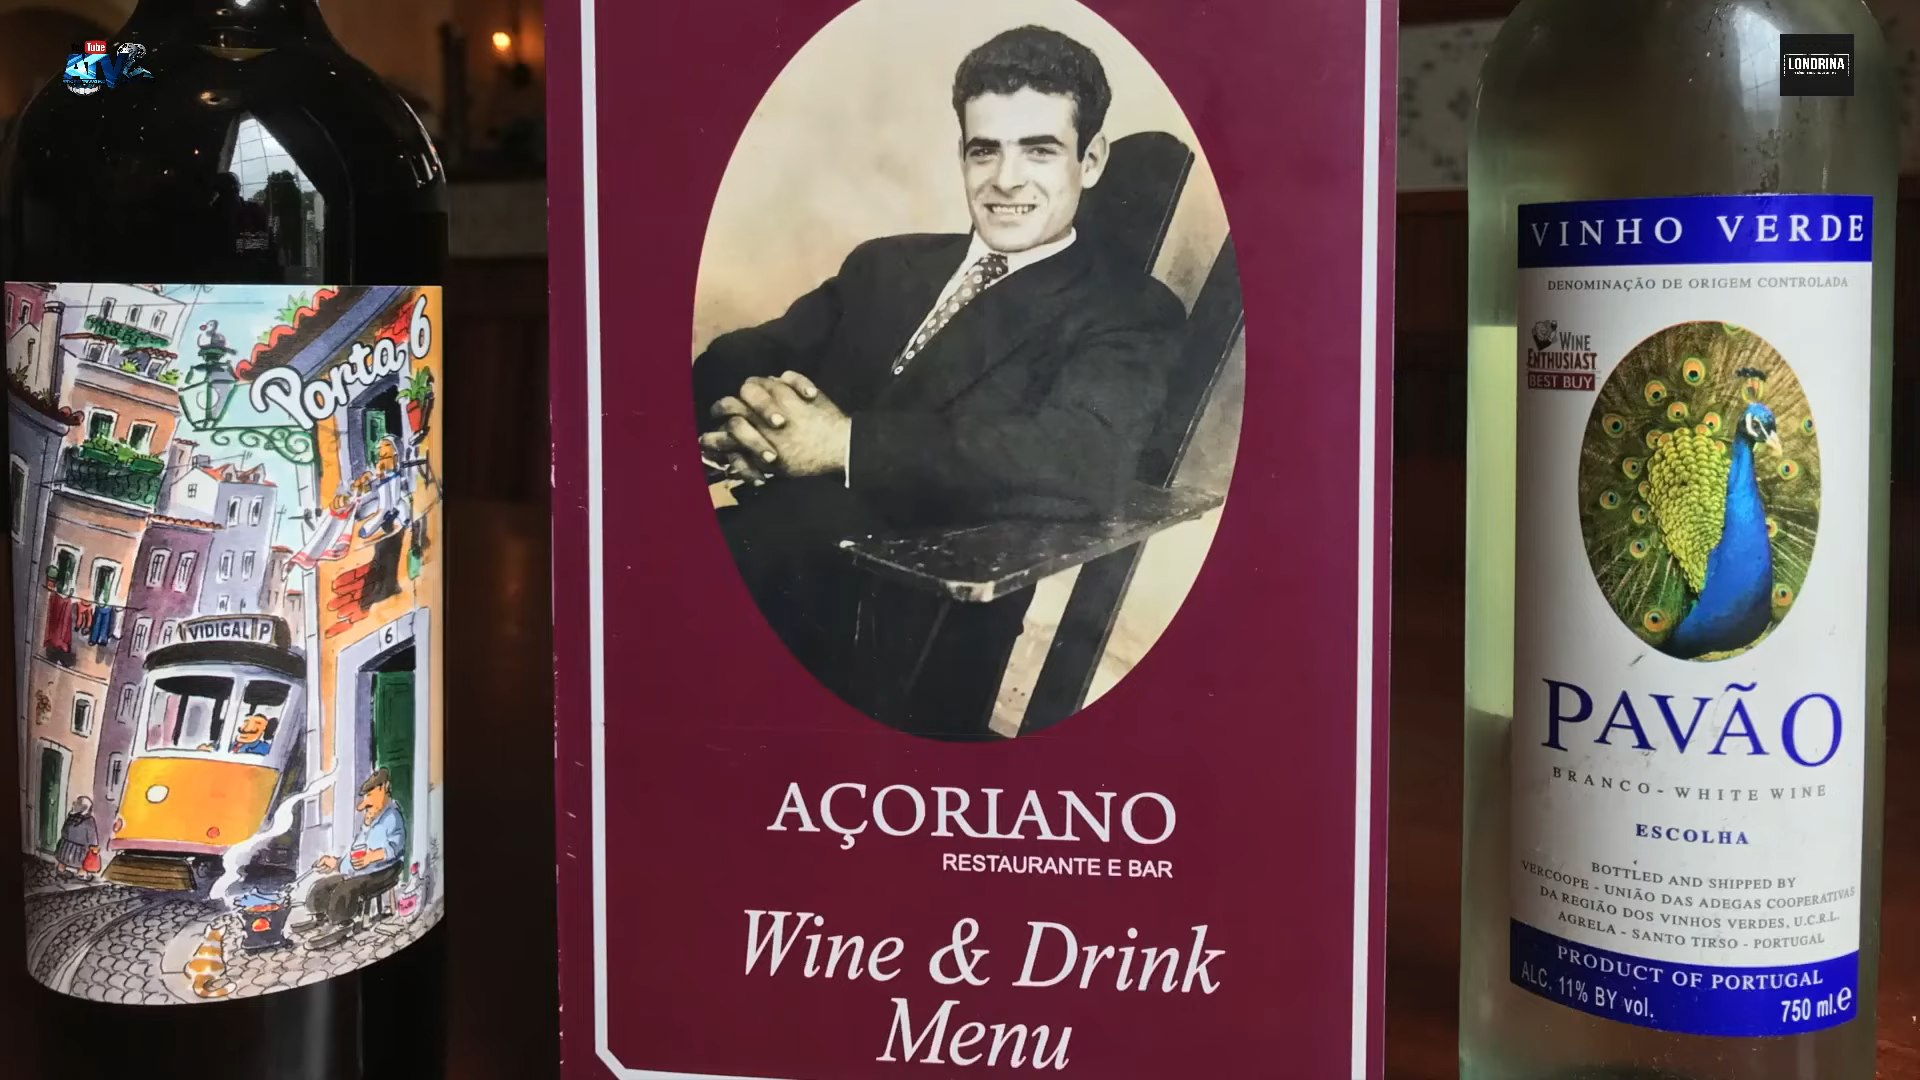 Tube
ATV
LONDRINA
Porta 6
VIDIGAL P
6
AÇORIANO
RESTAURANTE E BAR
Wine & Drink
Menu
VINHO VERDE
DENOMINAÇÃO DE ORIGEM CONTROLADA
WINE
ENTHUSIAST
BEST BUY
PAVÃO
BRANCO - WHITE WINE
ESCOLHA
BOTTLED AND SHIPPED BY
VERCOOPE - UNIÃO DAS ADEGAS COOPERATIVAS
DA REGIÃO DOS VINHOS VERDES, U.C.R.L.
AGRELA - SANTO TIRSO - PORTUGAL
PRODUCT OF PORTUGAL
ALC. 11% BY vol.
750 ml.e